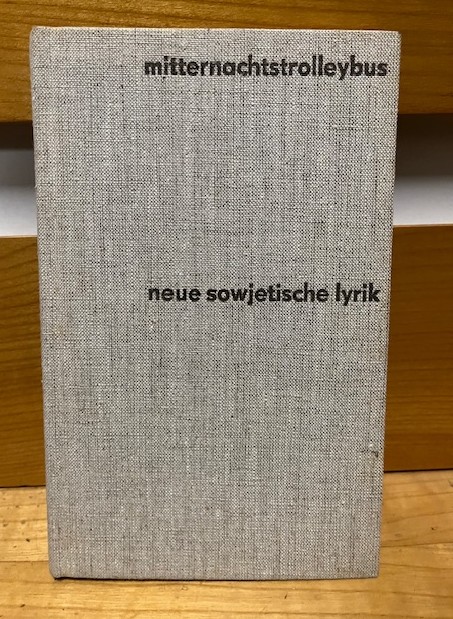 mitternachtstrolleybus
neue sowjetische lyrik